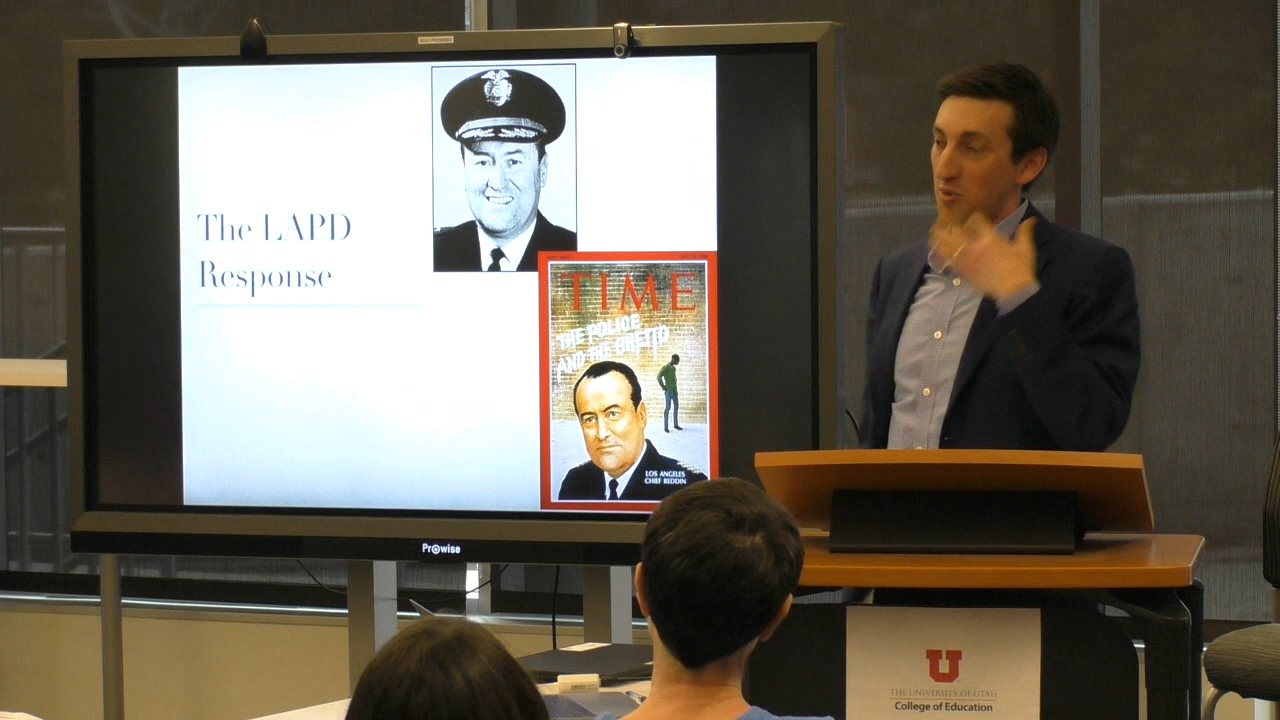 The LAPD
Response
TIME
THE POLICE
AND THE GHETTO
LOS ANGELES
CHIEF REDDIN
Prowise
U
THE UNIVERSITY OF UTAH
College of Education